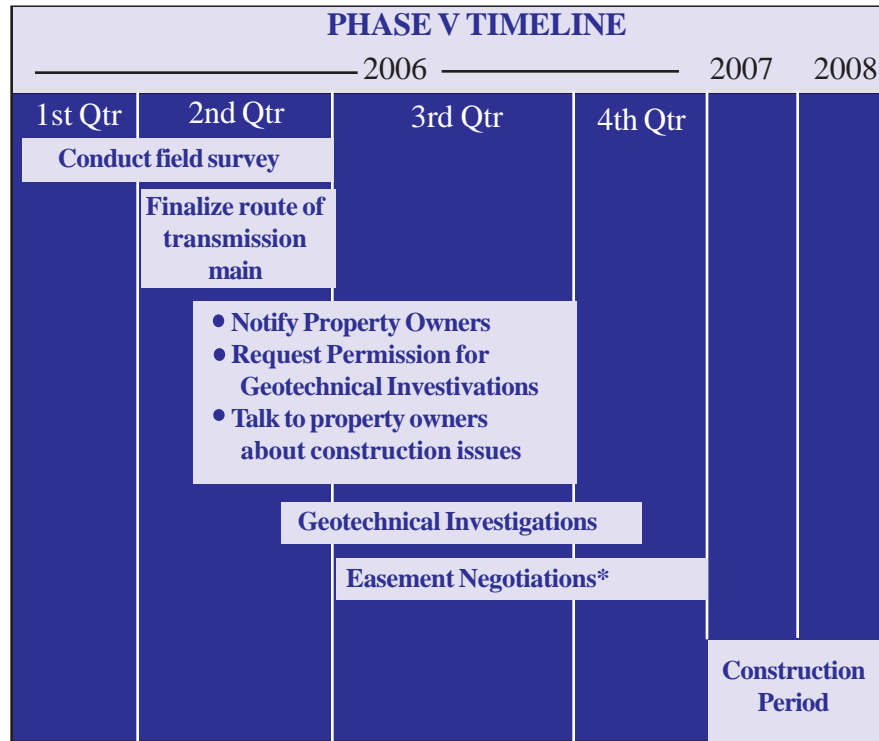 PHASE V TIMELINE
2006 2007 2008
1st Qtr 2nd Qtr 3rd Qtr 4th Qtr
Conduct field survey
Finalize route of
transmission
main
• Notify Property Owners
• Request Permission for
Geotechnical Investivations
• Talk to property owners
about construction issues
Geotechnical Investigations
Easement Negotiations*
Construction
Period